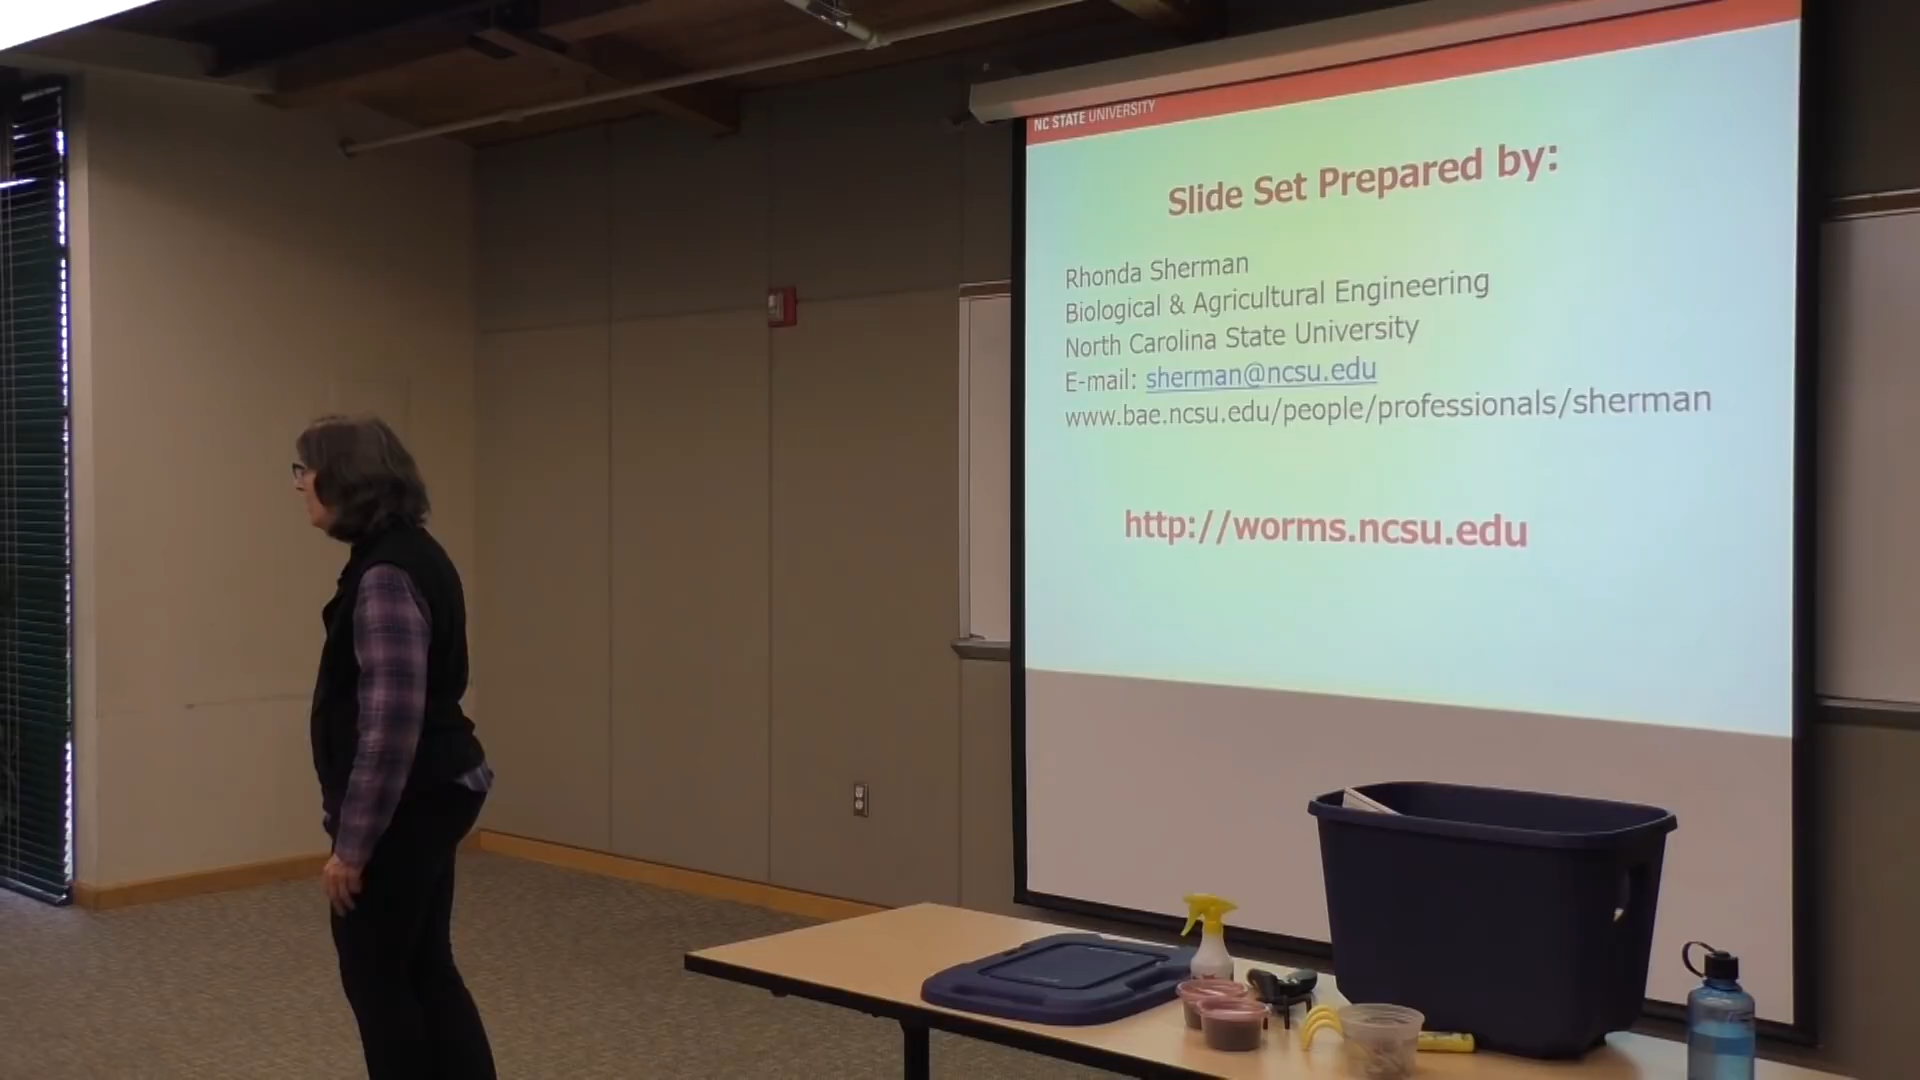 NC STATE UNIVERSITY
Slide Set Prepared by:
Rhonda Sherman
Biological & Agricultural Engineering
North Carolina State University
E-mail: sherman@ncsu.edu
www.bae.ncsu.edu/people/professionals/sherman
http://worms.ncsu.edu